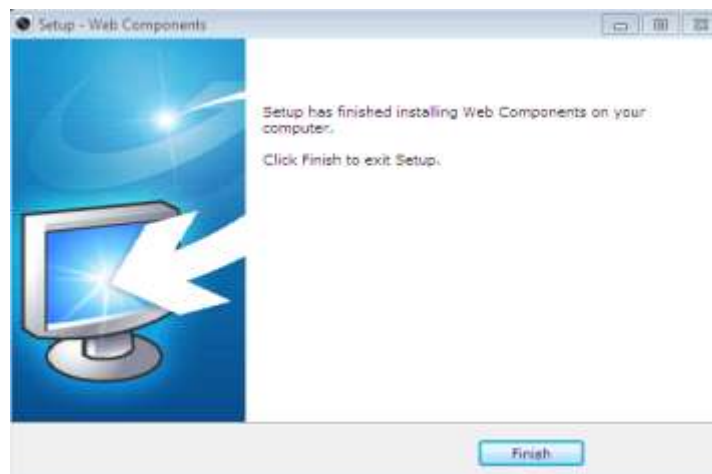 Setup - Web Components
Setup has finished installing Web Components on your
computer.
Click Finish to exit Setup.
Finish